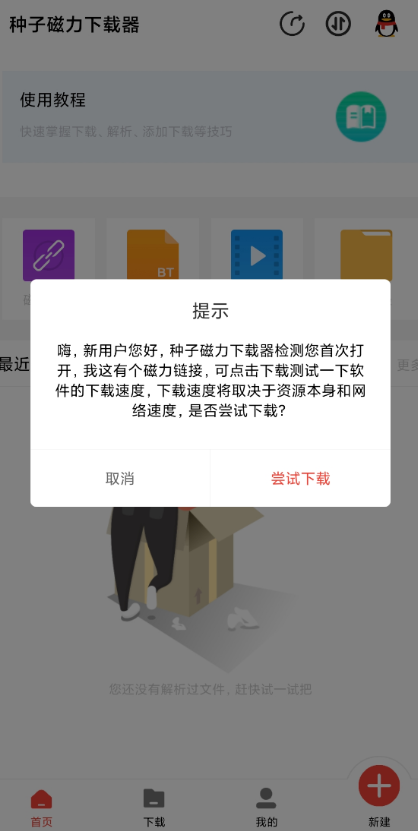 种子磁力下载器
使用教程
快速掌握下载、解析、添加下载等技巧
BT
提示
最近
更多
嗨，新用户您好，种子磁力下载器检测您首次打
开，我这有个磁力链接，可点击下载测试一下软
件的下载速度，下载速度将取决于资源本身和网
络速度，是否尝试下载？
取消
尝试下载
您还没有解析过文件，赶快试一试把
首页
下载
我的
新建